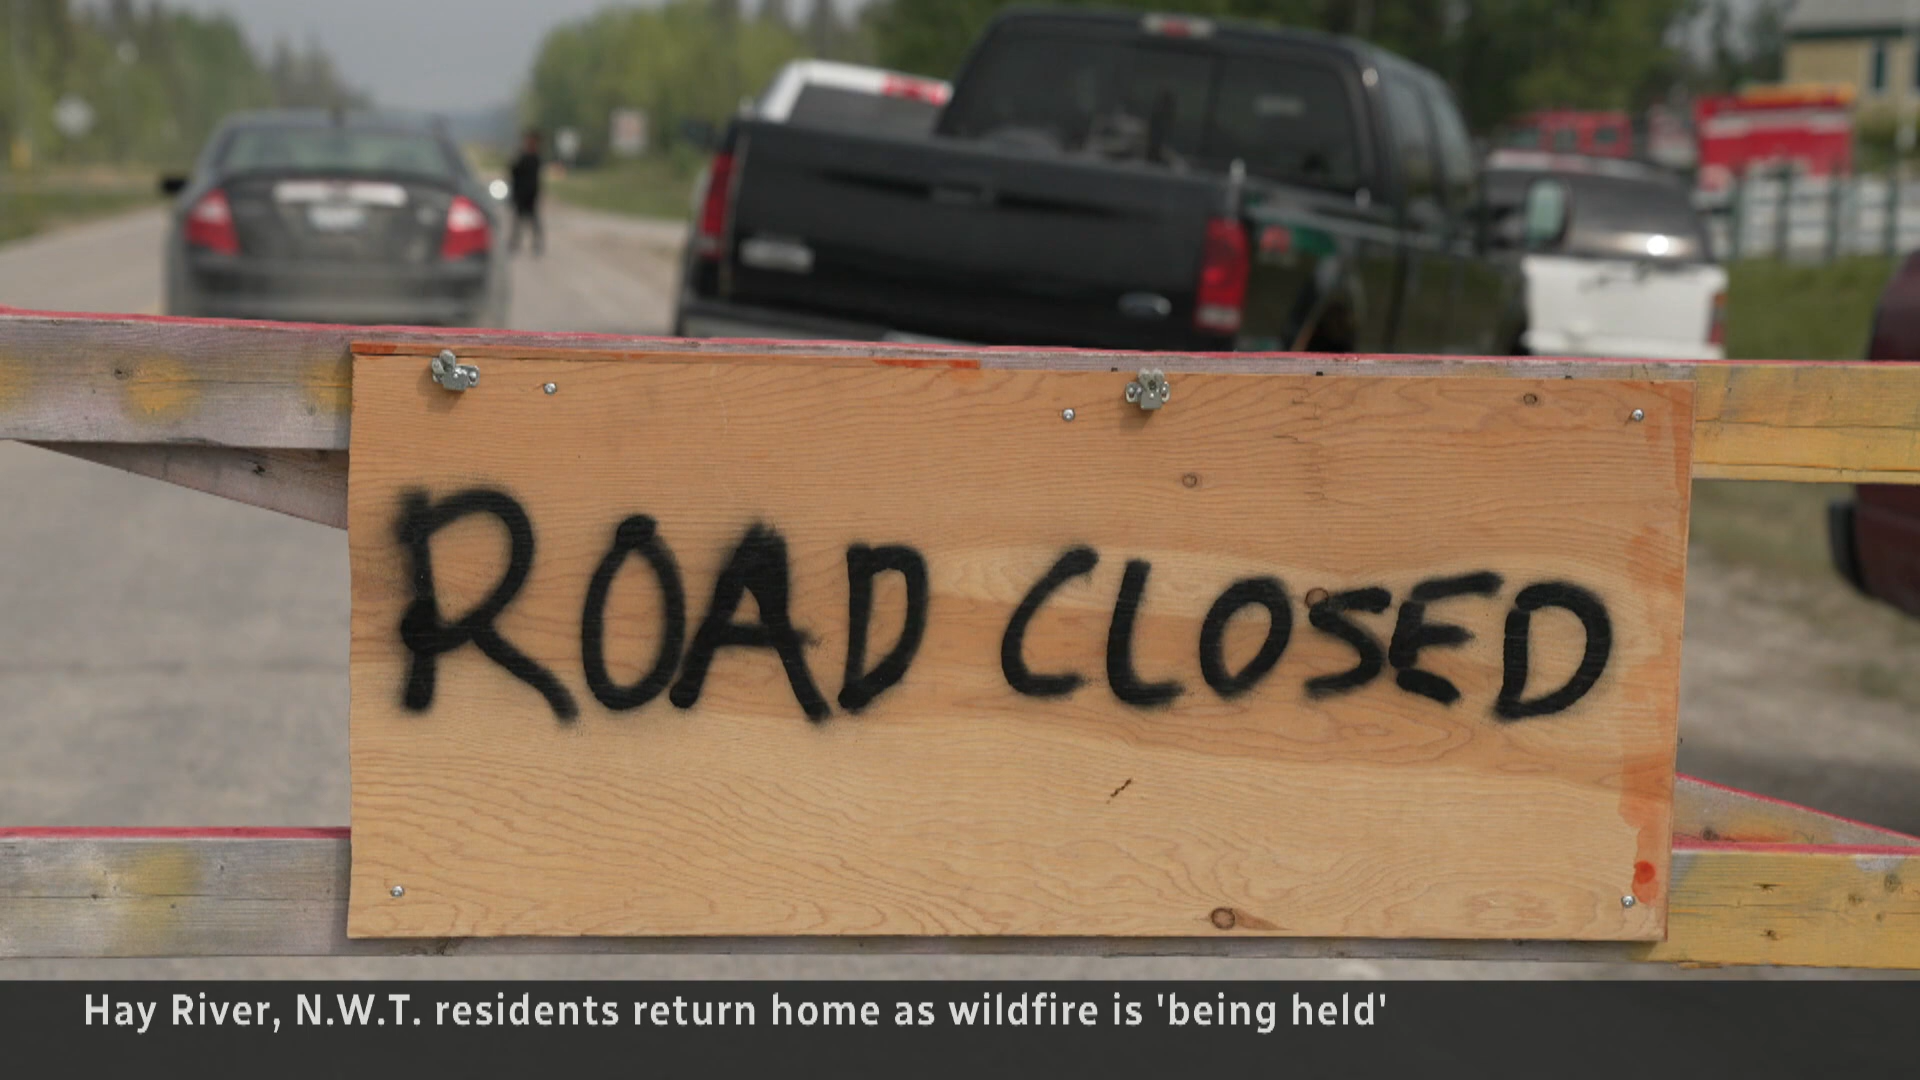 ROAD CLOSED
Hay River, N.W.T. residents return home as wildfire is 'being held'